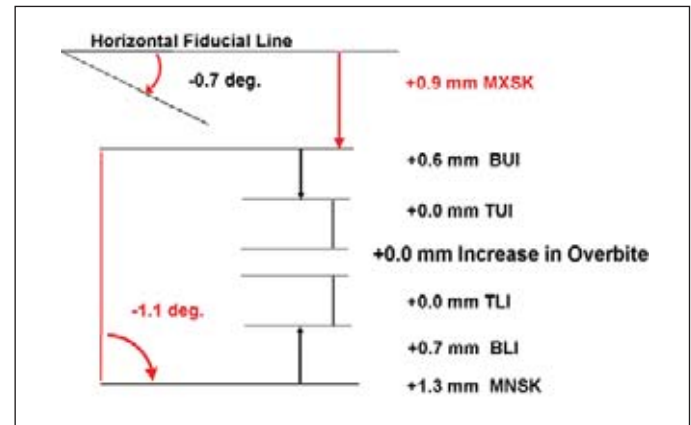 Horizontal Fiducial Line
-0.7 deg.
+0.9 mm MXSK
+0.6 mm BUI
+0.0 mm TUI
+0.0 mm Increase in Overbite
+0.0 mm TLI
-1.1 deg.
+0.7 mm BLI
+1.3 mm MNSK